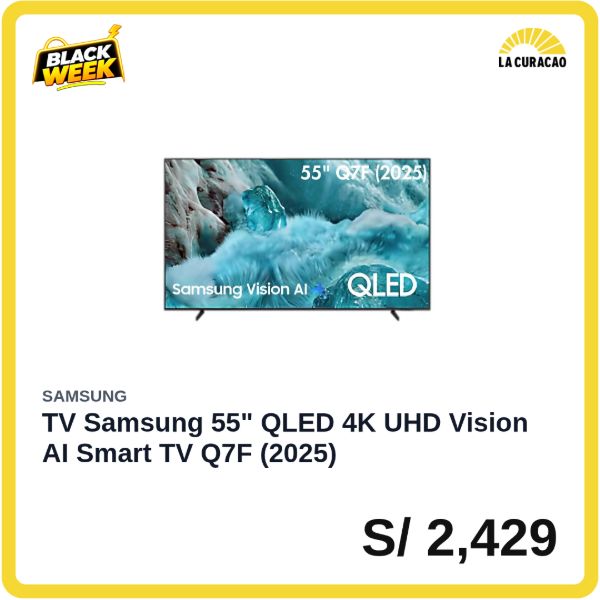 BLACK
WEEK
LA CURACAO
55" Q7F (2025)
Samsung Vision AI
QLED
SAMSUNG
TV Samsung 55" QLED 4K UHD Vision
AI Smart TV Q7F (2025)
S/ 2,429